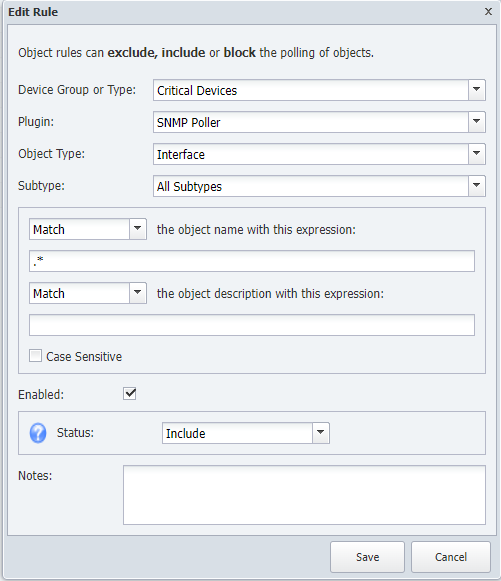 Edit Rule x
Object rules can exclude, include or block the polling of objects.
Device Group or Type: Critical Devices
Plugin: SNMP Poller
Object Type: Interface
Subtype: All Subtypes
Match the object name with this expression:
.*
Match the object description with this expression:
Case Sensitive
Enabled:
? Status: Include
Notes:
Save Cancel